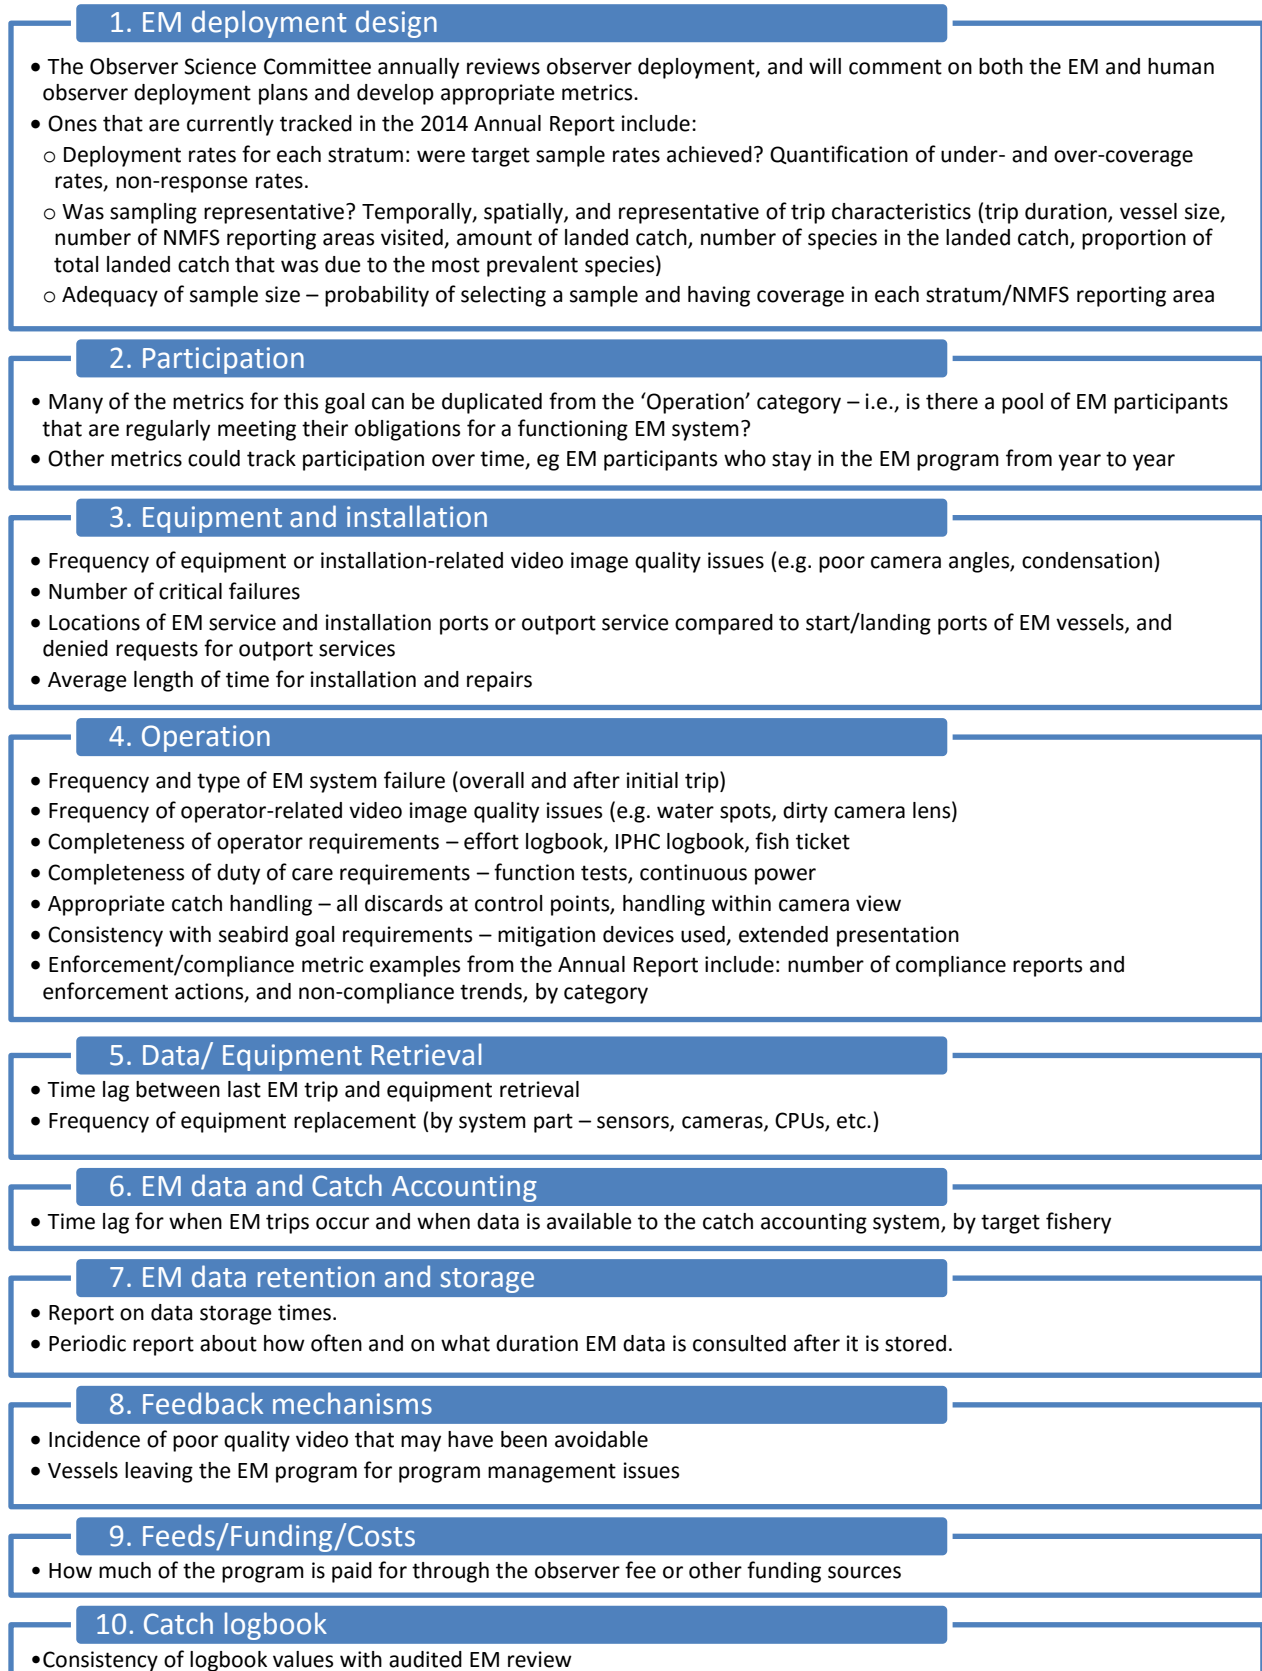 1. EM deployment design
• The Observer Science Committee annually reviews observer deployment, and will comment on both the EM and human
observer deployment plans and develop appropriate metrics.
• Ones that are currently tracked in the 2014 Annual Report include:
o Deployment rates for each stratum: were target sample rates achieved? Quantification of under- and over-coverage
rates, non-response rates.
o Was sampling representative? Temporally, spatially, and representative of trip characteristics (trip duration, vessel size,
number of NMFS reporting areas visited, amount of landed catch, number of species in the landed catch, proportion of
total landed catch that was due to the most prevalent species)
o Adequacy of sample size – probability of selecting a sample and having coverage in each stratum/NMFS reporting area
2. Participation
• Many of the metrics for this goal can be duplicated from the ‘Operation’ category – i.e., is there a pool of EM participants
that are regularly meeting their obligations for a functioning EM system?
• Other metrics could track participation over time, eg EM participants who stay in the EM program from year to year
3. Equipment and installation
• Frequency of equipment or installation-related video image quality issues (e.g. poor camera angles, condensation)
• Number of critical failures
• Locations of EM service and installation ports or outport service compared to start/landing ports of EM vessels, and
denied requests for outport services
• Average length of time for installation and repairs
4. Operation
• Frequency and type of EM system failure (overall and after initial trip)
• Frequency of operator-related video image quality issues (e.g. water spots, dirty camera lens)
• Completeness of operator requirements – effort logbook, IPHC logbook, fish ticket
• Completeness of duty of care requirements – function tests, continuous power
• Appropriate catch handling – all discards at control points, handling within camera view
• Consistency with seabird goal requirements – mitigation devices used, extended presentation
• Enforcement/compliance metric examples from the Annual Report include: number of compliance reports and
enforcement actions, and non-compliance trends, by category
5. Data/ Equipment Retrieval
• Time lag between last EM trip and equipment retrieval
• Frequency of equipment replacement (by system part – sensors, cameras, CPUs, etc.)
6. EM data and Catch Accounting
• Time lag for when EM trips occur and when data is available to the catch accounting system, by target fishery
7. EM data retention and storage
• Report on data storage times.
• Periodic report about how often and on what duration EM data is consulted after it is stored.
8. Feedback mechanisms
• Incidence of poor quality video that may have been avoidable
• Vessels leaving the EM program for program management issues
9. Feeds/Funding/Costs
• How much of the program is paid for through the observer fee or other funding sources
10. Catch logbook
•Consistency of logbook values with audited EM review